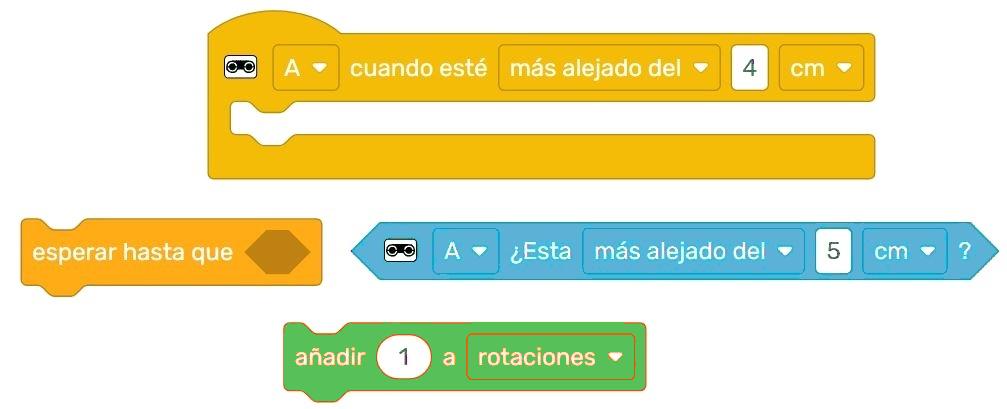 A cuando esté más alejado del 4 cm
esperar hasta que
A ¿Esta más alejado del 5 cm ?
añadir 1 a rotaciones